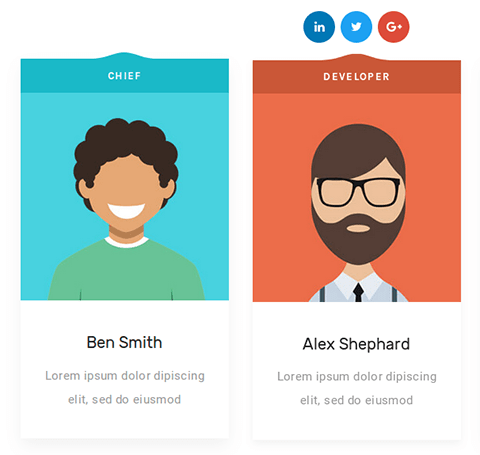 in
G+
CHIEF
DEVELOPER
Ben Smith
Lorem ipsum dolor dipiscing
elit, sed do eiusmod
Alex Shephard
Lorem ipsum dolor dipiscing
elit, sed do eiusmod